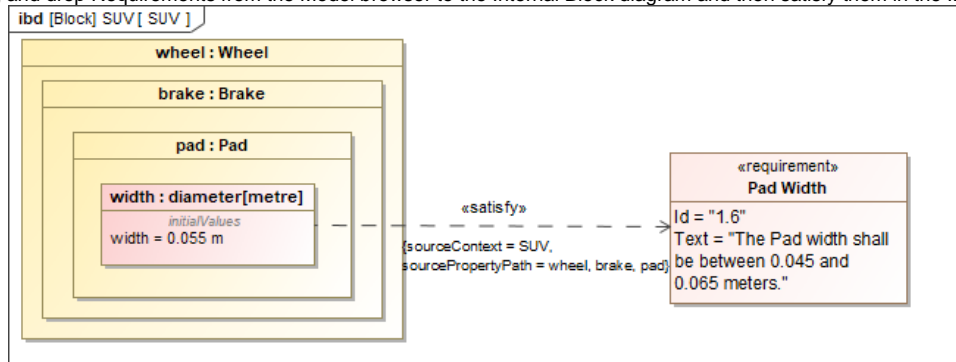 and drop Requirements from the model browser to the Internal Block diagram and then satisfy them in the
ibd [Block] SUV [ SUV ]
wheel : Wheel
brake : Brake
pad : Pad
width : diameter[metre]
initialValues
width = 0.055 m
«satisfy»
{sourceContext = SUV,
sourcePropertyPath = wheel, brake, pad}
«requirement»
Pad Width
Id = "1.6"
Text = "The Pad width shall
be between 0.045 and
0.065 meters."